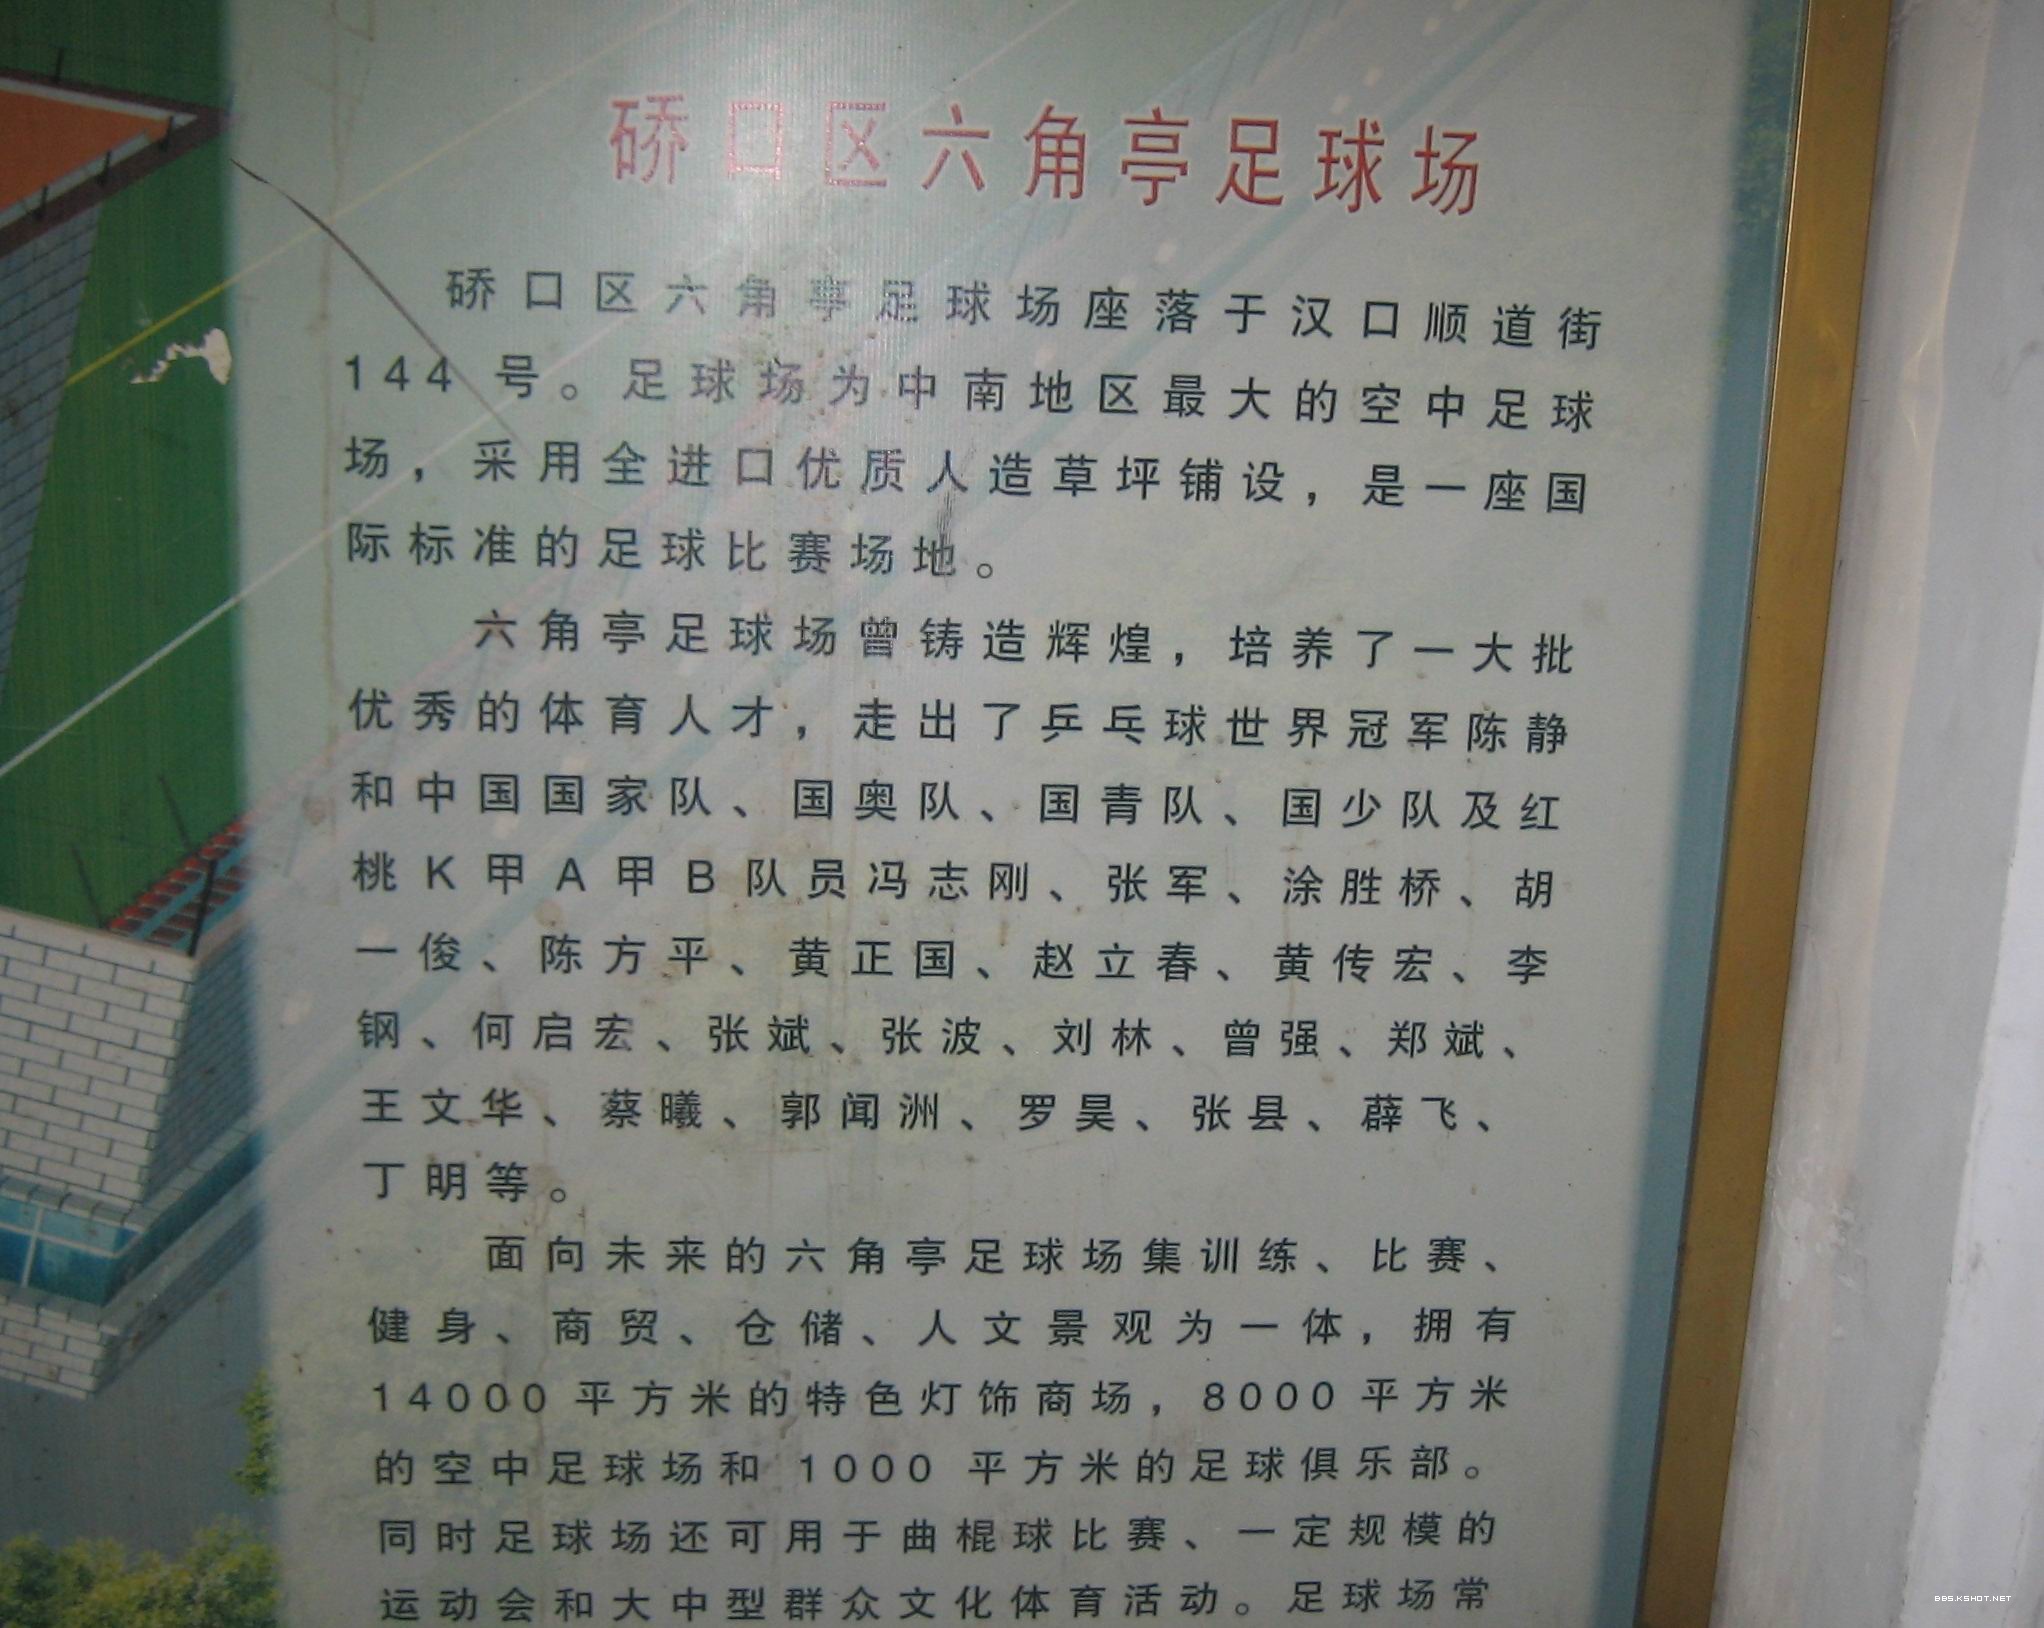 硚口区六角亭足球场
硚口区六角亭足球场座落于汉口顺道街
144号。足球场为中南地区最大的空中足球
场，采用全进口优质人造草坪铺设，是一座国
际标准的足球比赛场地。
六角亭足球场曾铸造辉煌，培养了一大批
优秀的体育人才，走出了乒乓球世界冠军陈静
和中国国家队、国奥队、国青队、国少队及红
桃K甲A甲B队员冯志刚、张军、涂胜桥、胡
一俊、陈方平、黄正国、赵立春、黄传宏、李
钢、何启宏、张斌、张波、刘林、曾强、郑斌、
王文华、蔡曦、郭闻洲、罗昊、张县、薜飞、
丁明等。
面向未来的六角亭足球场集训练、比赛、
健身、商贸、仓储、人文景观为一体，拥有
14000平方米的特色灯饰商场，8000平方米
的空中足球场和1000平方米的足球俱乐部。
同时足球场还可用于曲棍球比赛、一定规模的
运动会和大中型群众文化体育活动。足球场常
BBS.KSHOT.NET